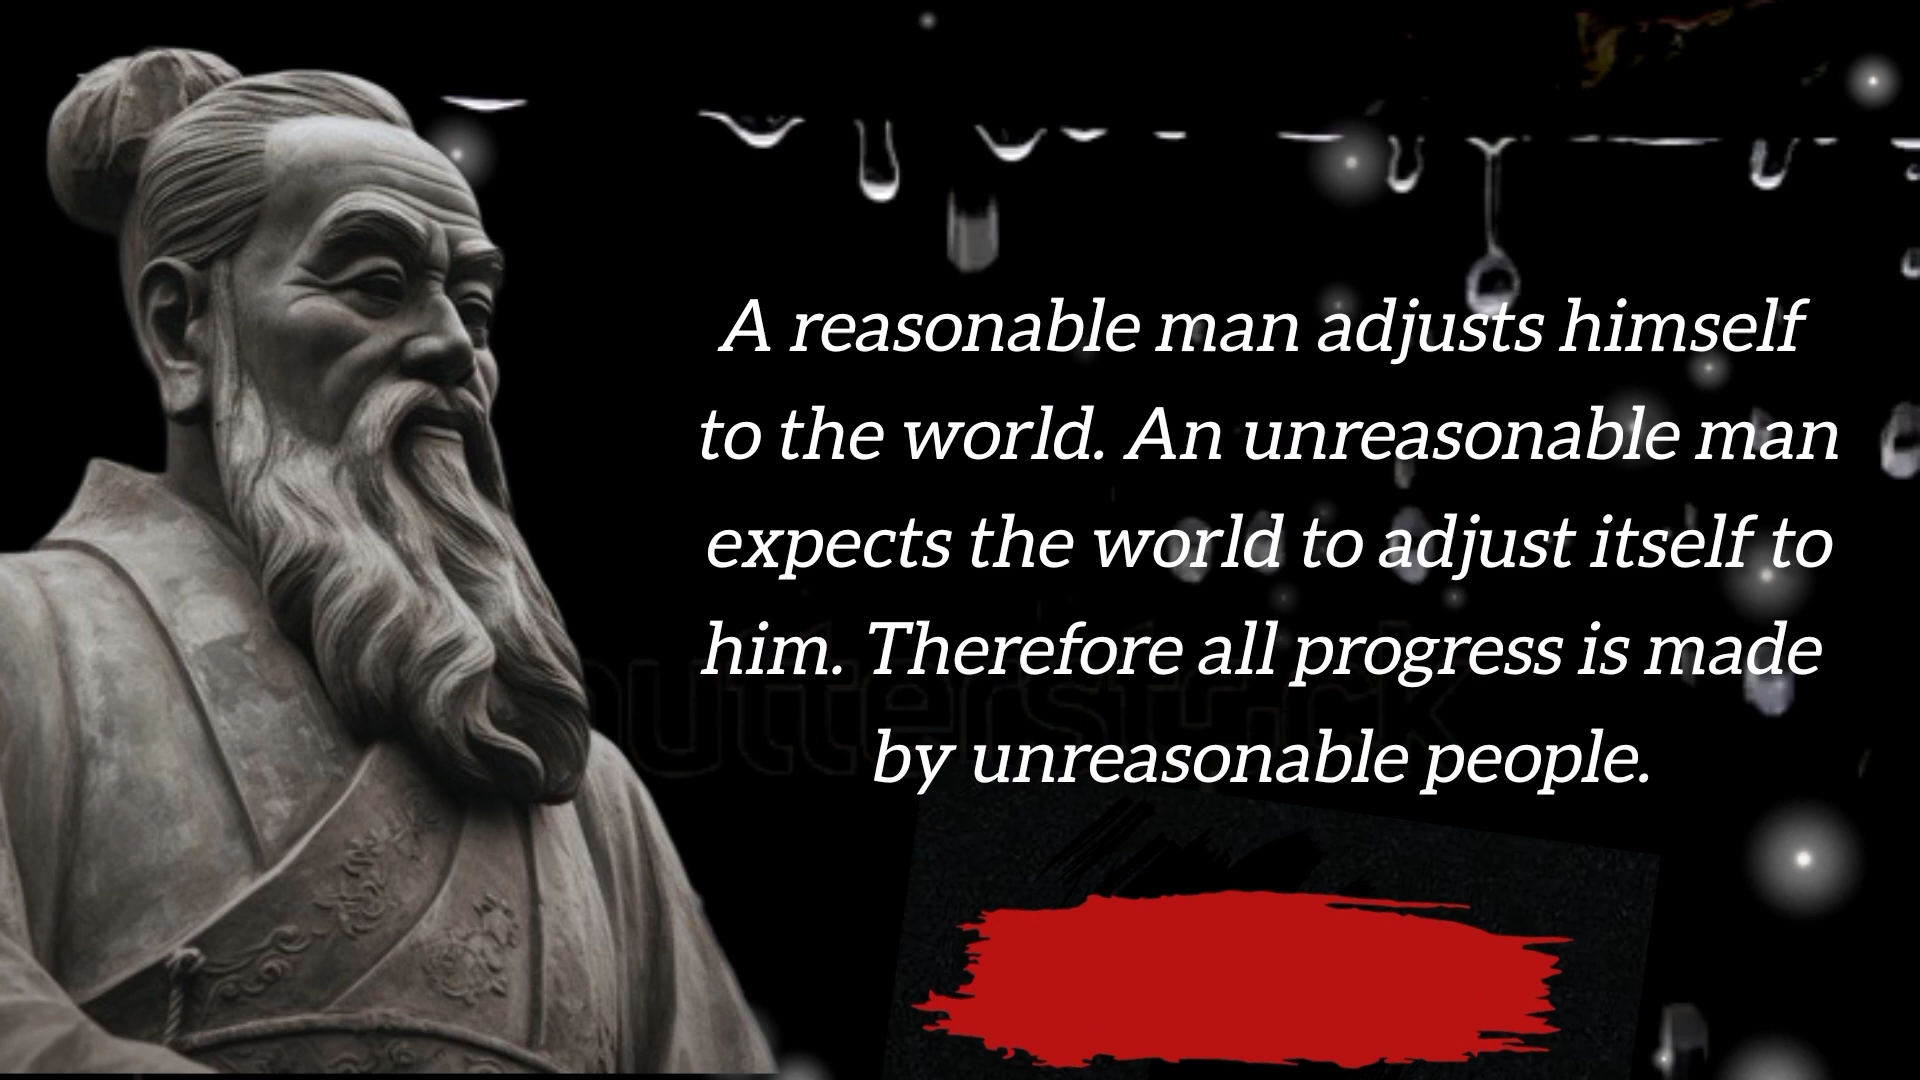 A reasonable man adjusts himself
to the world. An unreasonable man
expects the world to adjust itself to
him. Therefore all progress is made
by unreasonable people.